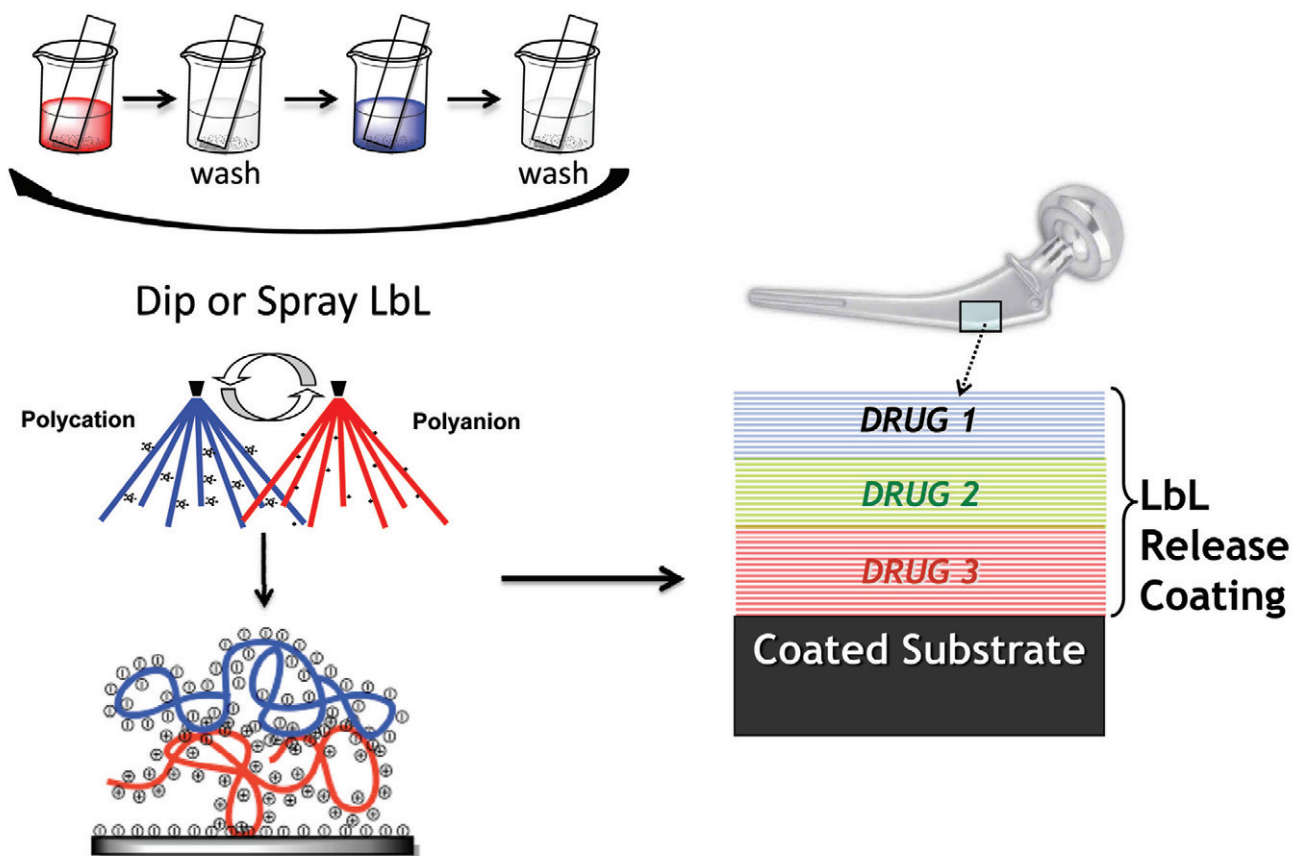 wash
wash
Dip or Spray LbL
Polycation
Polyanion
DRUG 1
DRUG 2
DRUG 3
LbL
Release
Coating
Coated Substrate